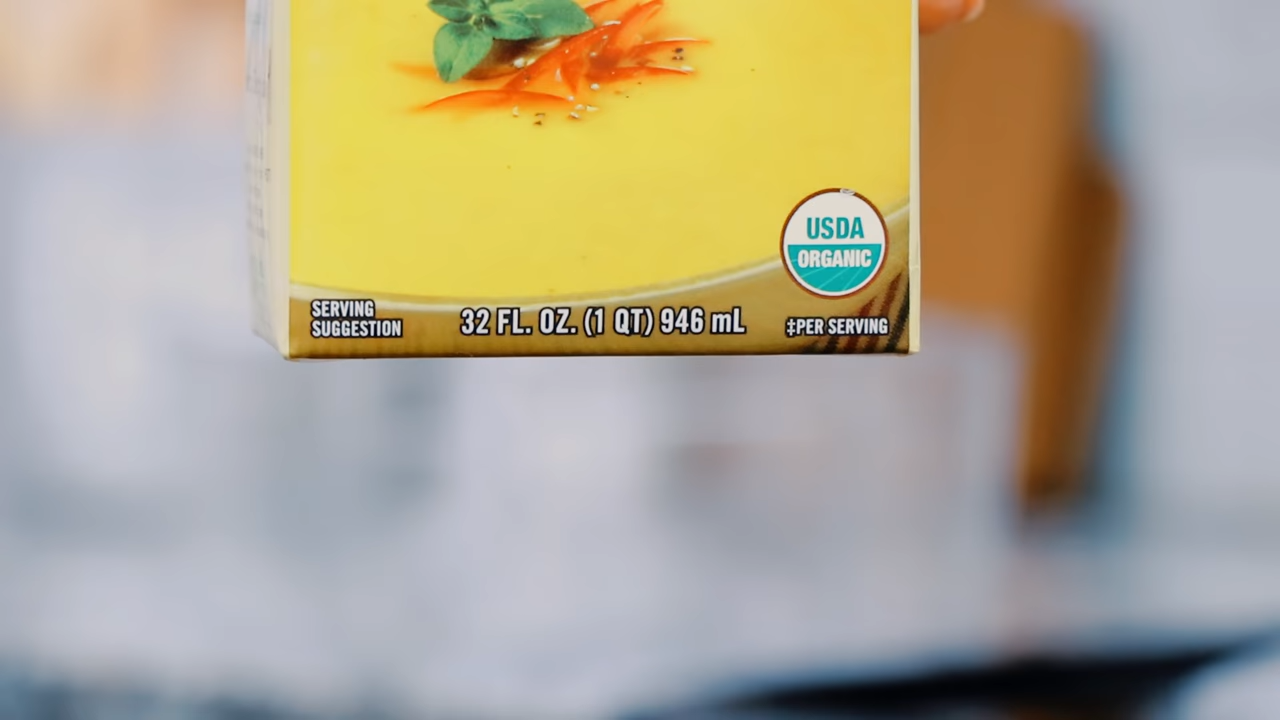 USDA
ORGANIC
SERVING
SUGGESTION
32 FL. OZ. (1 QT) 946 mL
‡PER SERVING